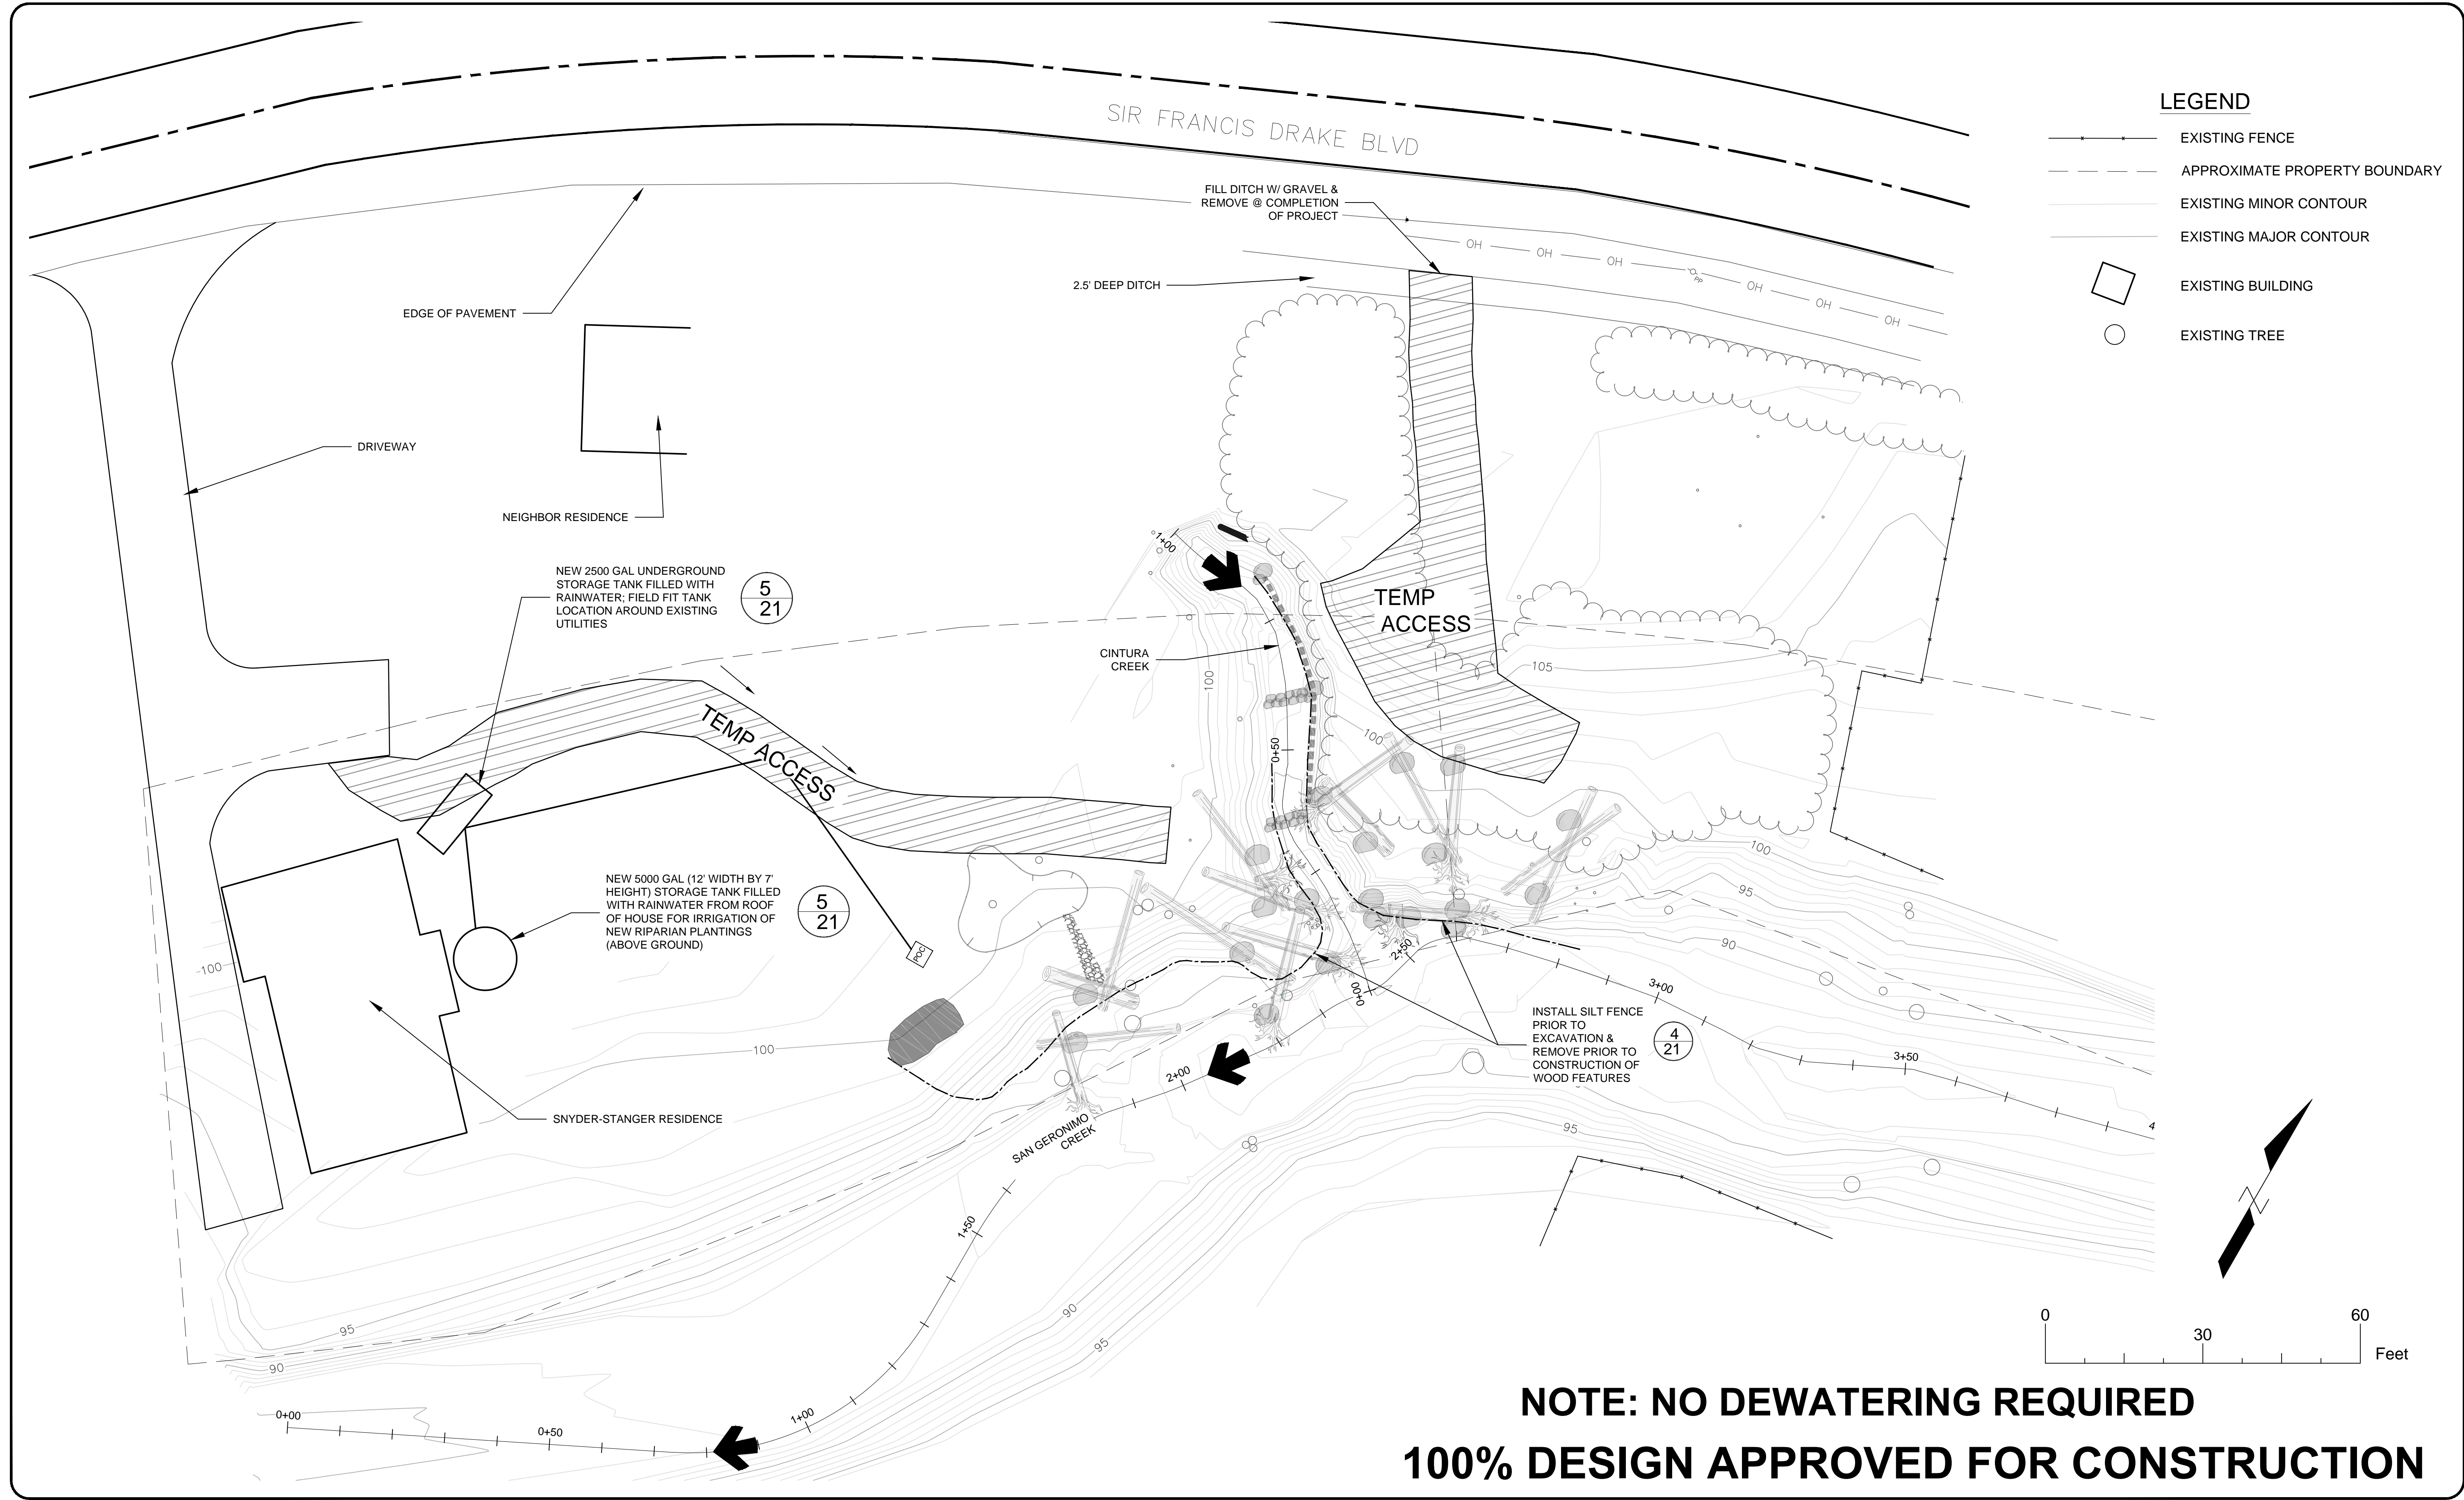 SIR FRANCIS DRAKE BLVD
LEGEND
EXISTING FENCE
APPROXIMATE PROPERTY BOUNDARY
EXISTING MINOR CONTOUR
EXISTING MAJOR CONTOUR
EXISTING BUILDING
EXISTING TREE
FILL DITCH W/ GRAVEL &
REMOVE @ COMPLETION
OF PROJECT
OH OH OH OH OH OH
PP
2.5' DEEP DITCH
EDGE OF PAVEMENT
DRIVEWAY
NEIGHBOR RESIDENCE
NEW 2500 GAL UNDERGROUND
STORAGE TANK FILLED WITH
RAINWATER; FIELD FIT TANK
LOCATION AROUND EXISTING
UTILITIES
5
21
1+00
TEMP
ACCESS
CINTURA
CREEK
100
105
100
0+50
TEMP ACCESS
NEW 5000 GAL (12' WIDTH BY 7'
HEIGHT) STORAGE TANK FILLED
WITH RAINWATER FROM ROOF
OF HOUSE FOR IRRIGATION OF
NEW RIPARIAN PLANTINGS
(ABOVE GROUND)
5
21
POC
100
95
90
100
2+50
0+00
3+00
3+50
4
INSTALL SILT FENCE
PRIOR TO
EXCAVATION &
REMOVE PRIOR TO
CONSTRUCTION OF
WOOD FEATURES
4
21
100
2+00
SNYDER-STANGER RESIDENCE
SAN GERONIMO
CREEK
95
1+50
90
95
95
90
0+00
0+50
1+00
0
30
60
Feet
NOTE: NO DEWATERING REQUIRED
100% DESIGN APPROVED FOR CONSTRUCTION